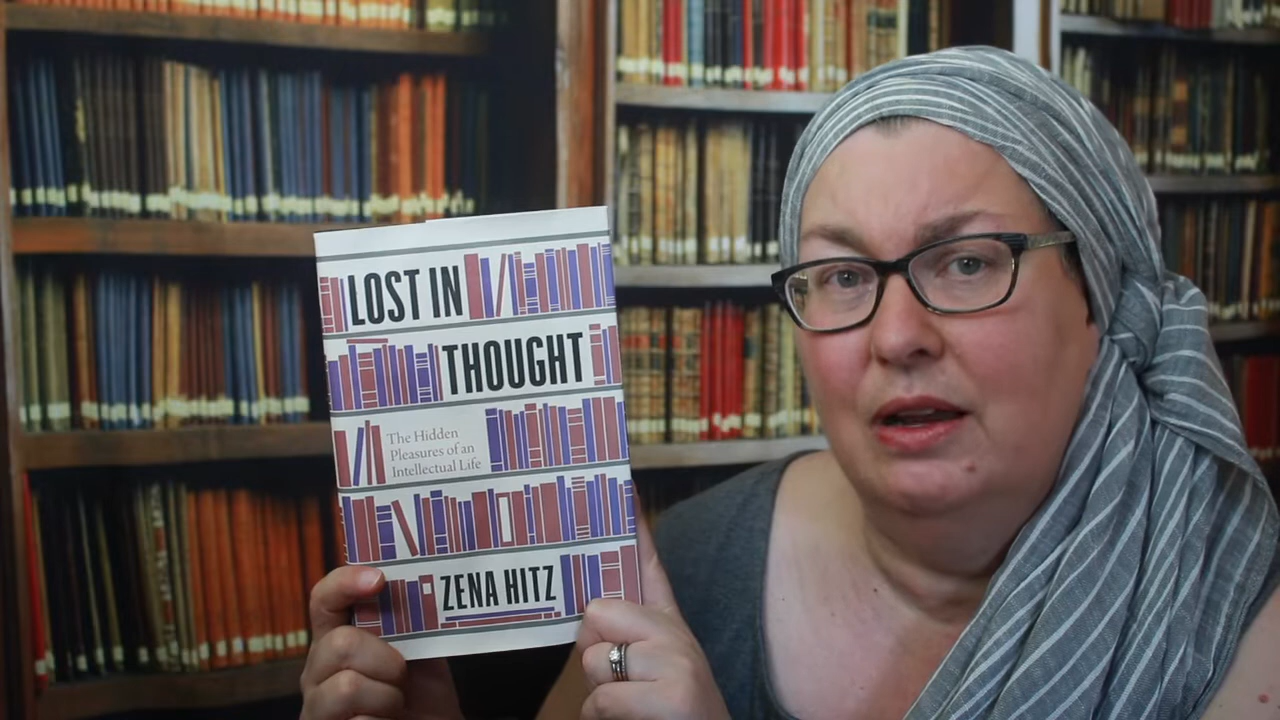 LOST IN
THOUGHT
The Hidden
Pleasures of an
Intellectual Life
ZENA HITZ